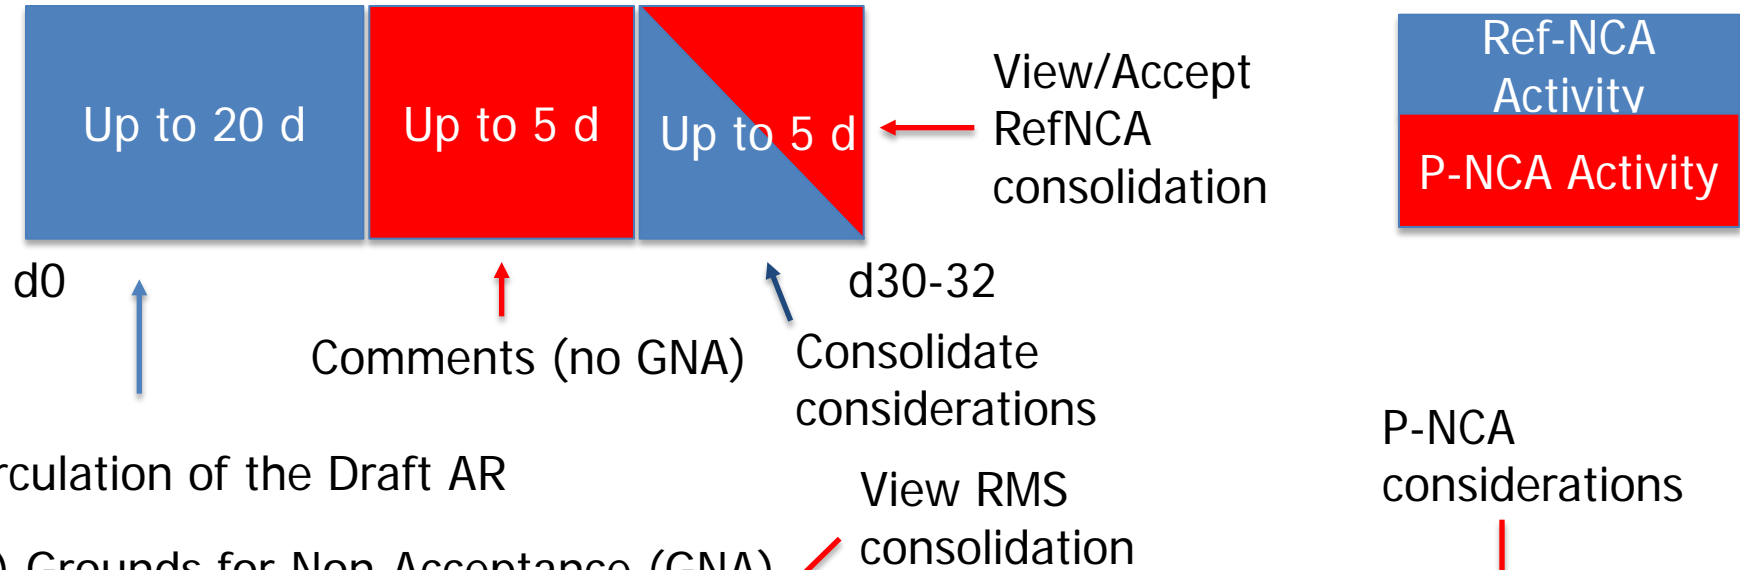 Up to 20 d
Up to 5 d
Up to 5 d
View/Accept
RefNCA
consolidation
Ref-NCA
Activity
P-NCA Activity
d0
d30-32
Comments (no GNA)
Consolidate
considerations
P-NCA
considerations
of the Draft AR
View RMS
consolidation
Grounds for Non Acceptance (GNA)